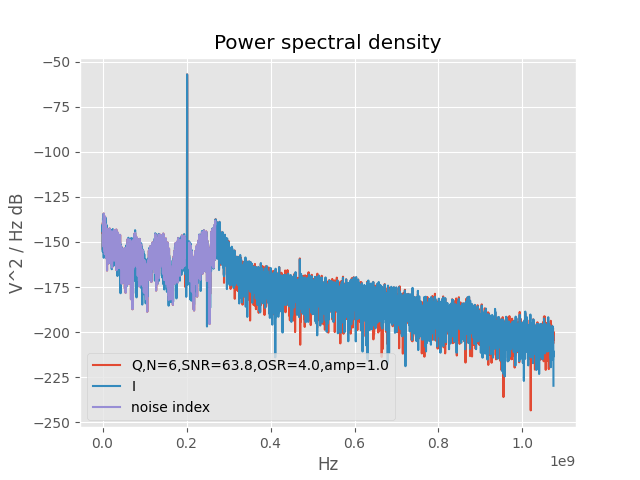 Power spectral density
−50
−75
−100
−125
−150
−175
−200
−225
−250
V^2 / Hz dB
Q,N=6,SNR=63.8,OSR=4.0,amp=1.0
I
noise index
0.0 0.2 0.4 0.6 0.8 1.0
1e9
Hz